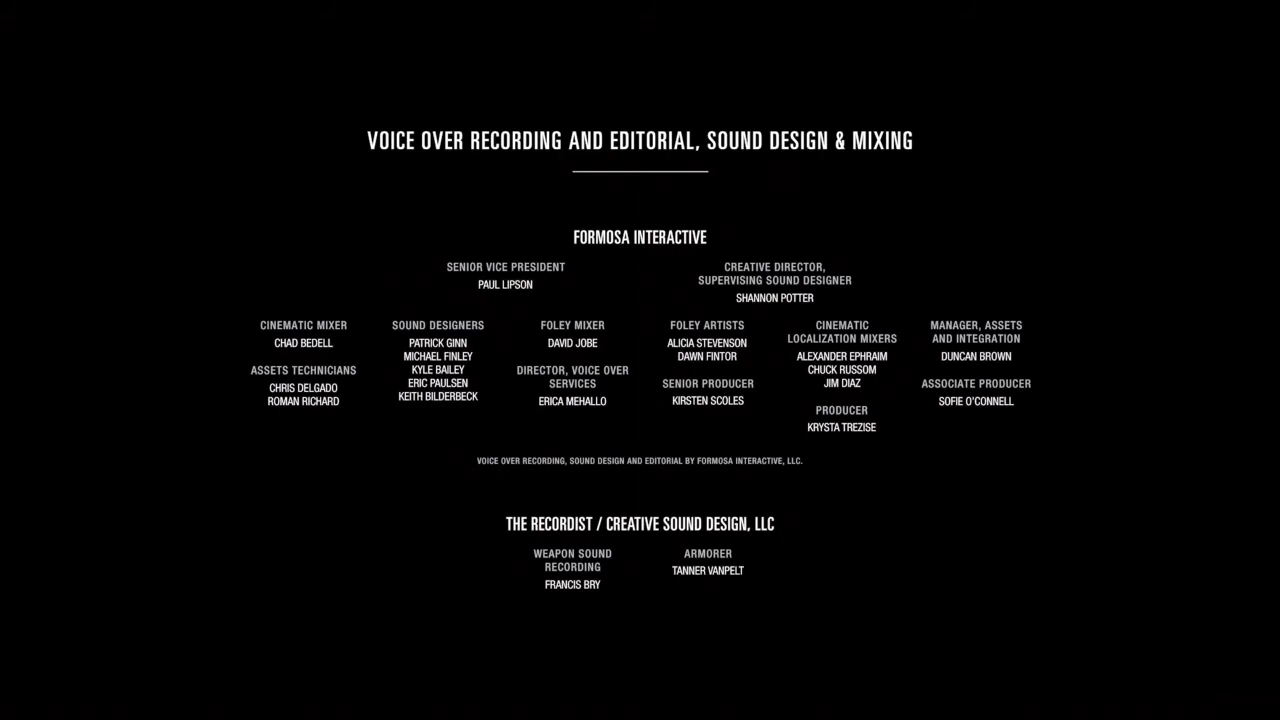 VOICE OVER RECORDING AND EDITORIAL, SOUND DESIGN & MIXING
FORMOSA INTERACTIVE
SENIOR VICE PRESIDENT
PAUL LIPSON
CREATIVE DIRECTOR,
SUPERVISING SOUND DESIGNER
SHANNON POTTER
CINEMATIC MIXER
CHAD BEDELL
ASSETS TECHNICIANS
CHRIS DELGADO
ROMAN RICHARD
SOUND DESIGNERS
PATRICK GINN
MICHAEL FINLEY
KYLE BAILEY
ERIC PAULSEN
KEITH BILDERBECK
FOLEY MIXER
DAVID JOBE
DIRECTOR, VOICE OVER
SERVICES
ERICA MEHALLO
FOLEY ARTISTS
ALICIA STEVENSON
DAWN FINTOR
SENIOR PRODUCER
KIRSTEN SCOLES
CINEMATIC
LOCALIZATION MIXERS
ALEXANDER EPHRAIM
CHUCK RUSSOM
JIM DIAZ
PRODUCER
KRYSTA TREZISE
MANAGER, ASSETS
AND INTEGRATION
DUNCAN BROWN
ASSOCIATE PRODUCER
SOFIE O'CONNELL
VOICE OVER RECORDING, SOUND DESIGN AND EDITORIAL BY FORMOSA INTERACTIVE, LLC.
THE RECORDIST / CREATIVE SOUND DESIGN, LLC
WEAPON SOUND
RECORDING
FRANCIS BRY
ARMORER
TANNER VANPELT